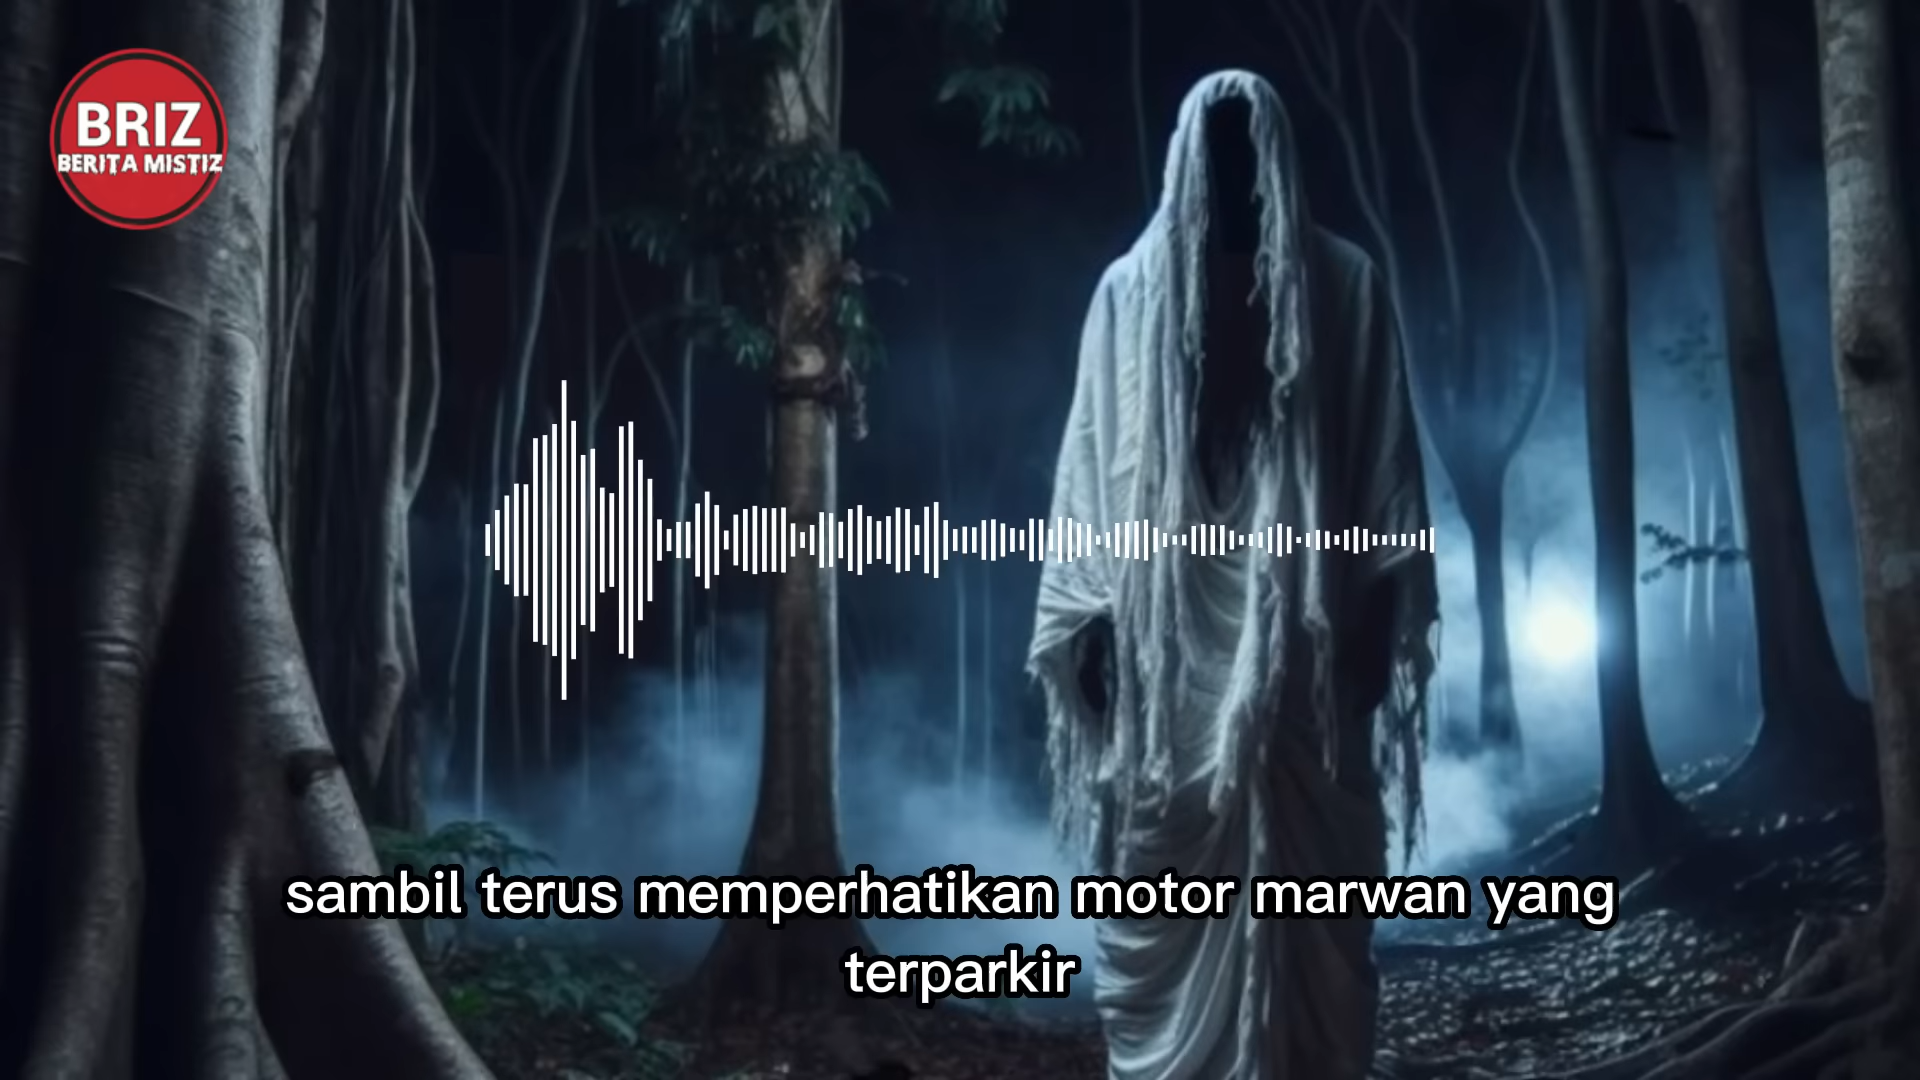 BRIZ
BERITA MISTIZ
sambil terus memperhatikan motor marwan yang
terparkir